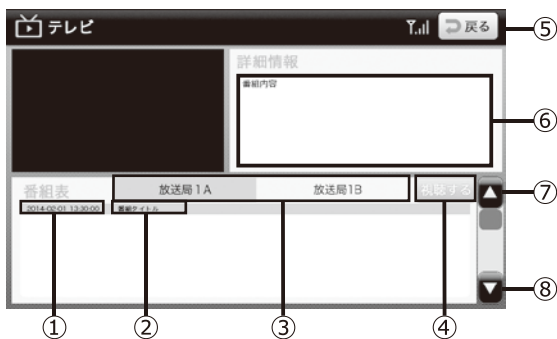 テレビ
戻る
⑤
詳細情報
番組内容
⑥
番組表
放送局1A
放送局1B
視聴する
⑦
2014-02-01 13:30:00
番組タイトル
⑧
①
②
③
④